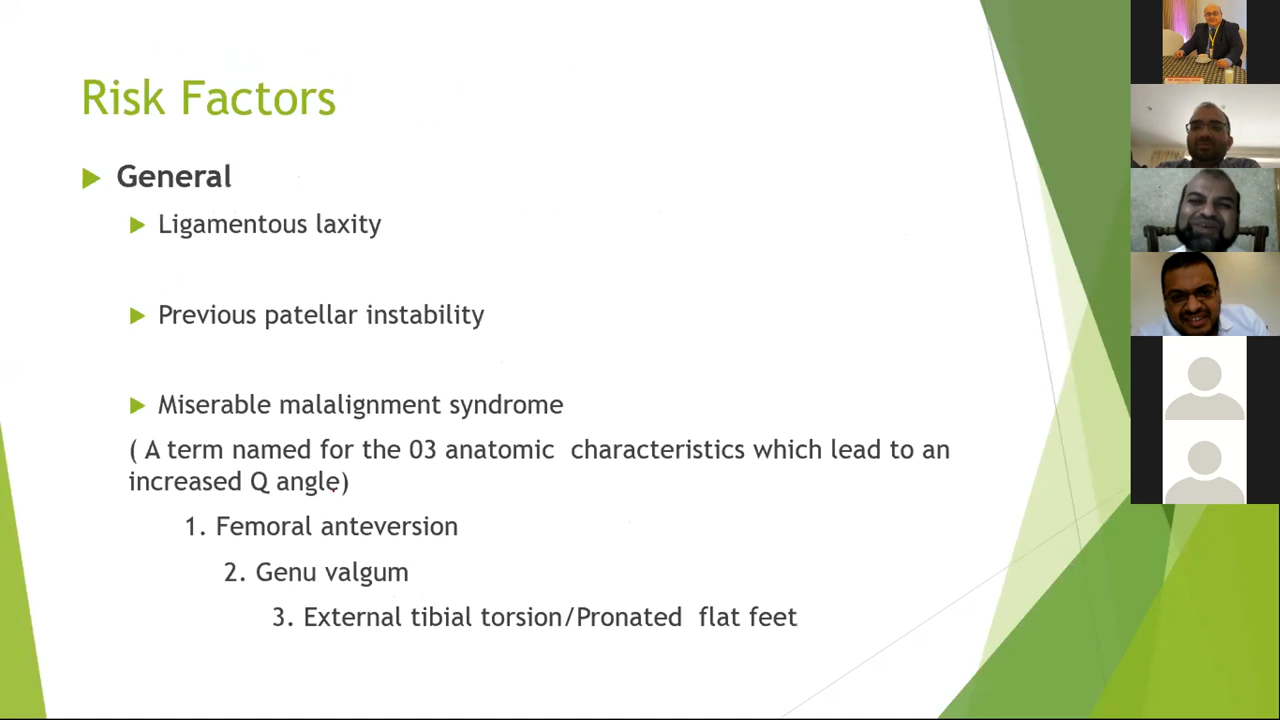 Risk Factors
General
Ligamentous laxity
Previous patellar instability
Miserable malalignment syndrome
( A term named for the 03 anatomic characteristics which lead to an
increased Q angle)
1. Femoral anteversion
2. Genu valgum
3. External tibial torsion/Pronated flat feet